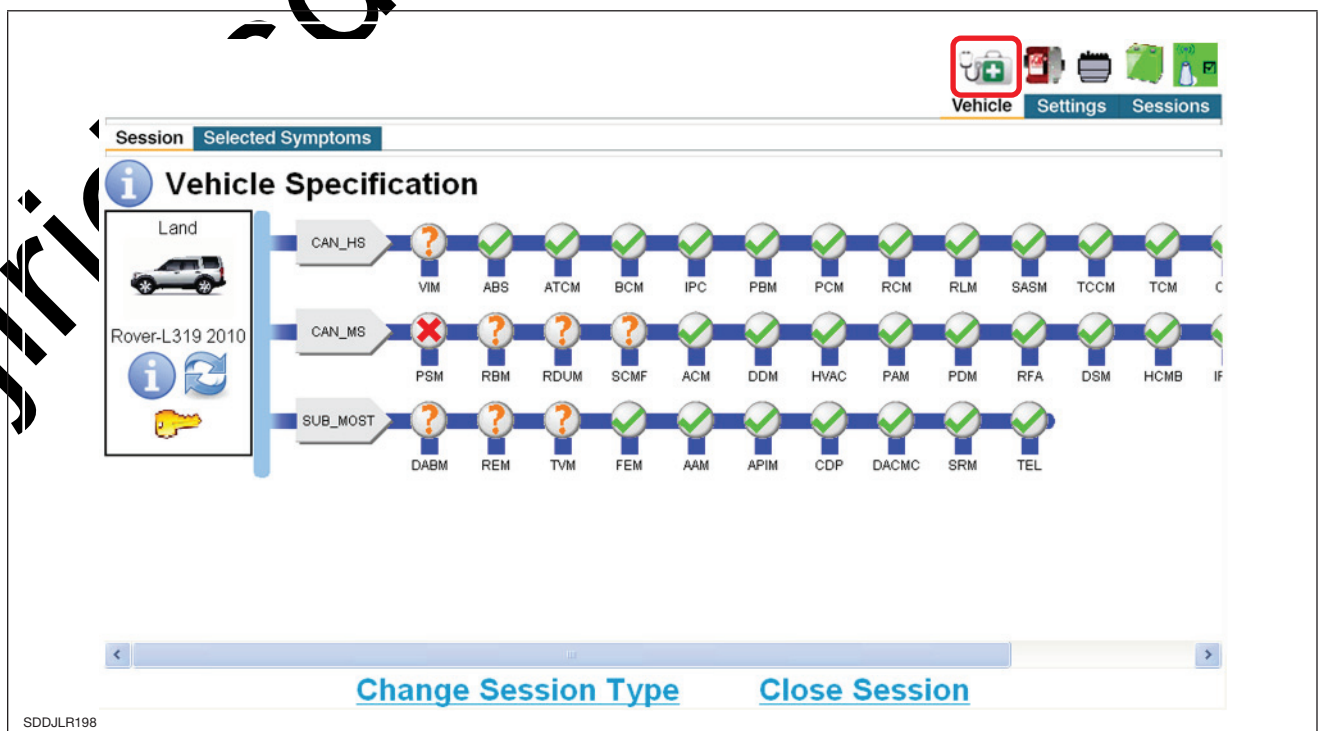 Vehicle Settings Sessions
Session Selected Symptoms
Vehicle Specification
Land
Rover-L319 2010
CAN_HS
VIM ABS ATCM BCM IPC PBM PCM RCM RLM SASM TCCM TCM
CAN_MS
PSM RBM RDUM SCMF ACM DDM HVAC PAM PDM RFA DSM HCMB
SUB_MOST
DABM REM TVM FEM AAM APIM CDP DACMC SRM TEL
Change Session Type Close Session
SDDJLR198